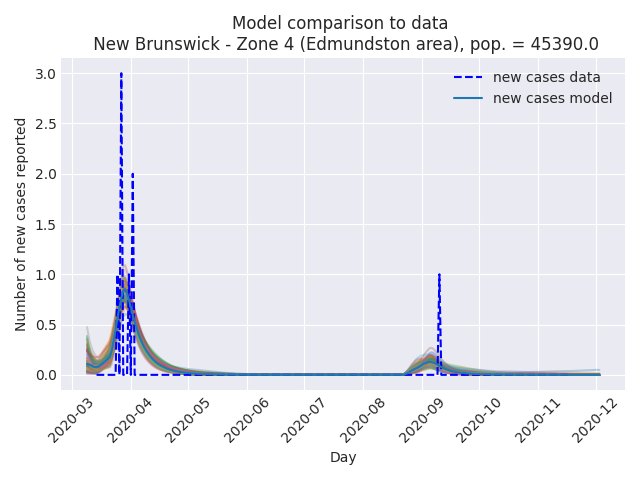 Model comparison to data
New Brunswick - Zone 4 (Edmundston area), pop. = 45390.0
new cases data
new cases model
Number of new cases reported
3.0
2.5
2.0
1.5
1.0
0.5
0.0
2020-03
2020-04
2020-05
2020-06
2020-07
2020-08
2020-09
2020-10
2020-11
2020-12
Day